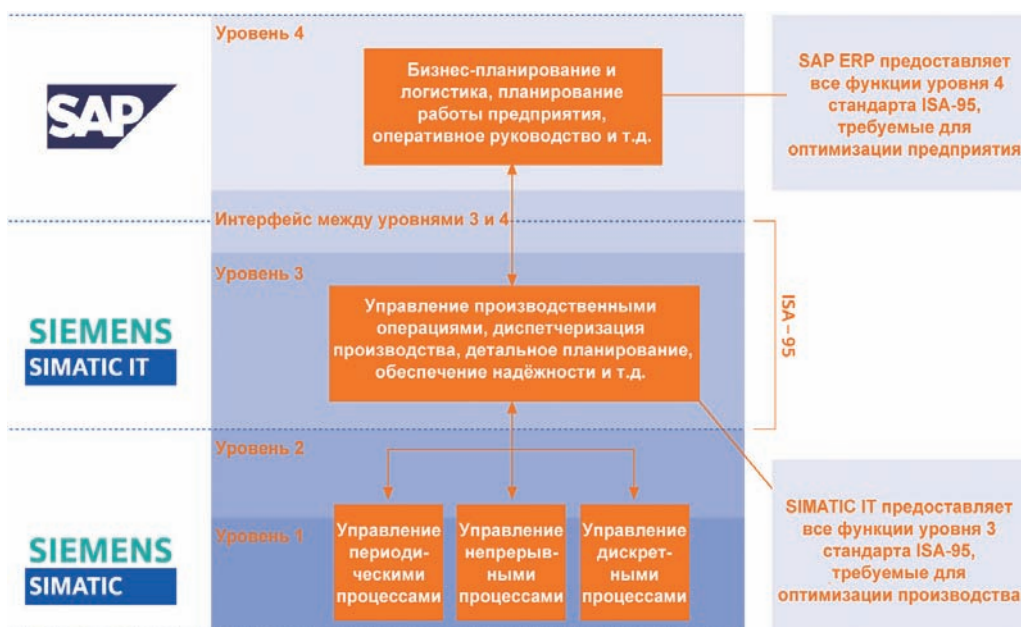 Уровень 4
SAP
Бизнес-планирование и
логистика, планирование
работы предприятия,
оперативное руководство и т.д.
SAP ERP предоставляет
все функции уровня 4
стандарта ISA-95,
требуемые для
оптимизации предприятия
Интерфейс между уровнями 3 и 4
Уровень 3
SIEMENS
SIMATIC IT
Управление производственными
операциями, диспетчеризация
производства, детальное планирование,
обеспечение надёжности и т.д.
ISA – 95
Уровень 2
Уровень 1
SIEMENS
SIMATIC
Управление
периоди-
ческими
процессами
Управление
непрерыв-
ными
процессами
Управление
дискрет-
ными
процессами
SIMATIC IT предоставляет
все функции уровня 3
стандарта ISA-95,
требуемые для
оптимизации производства